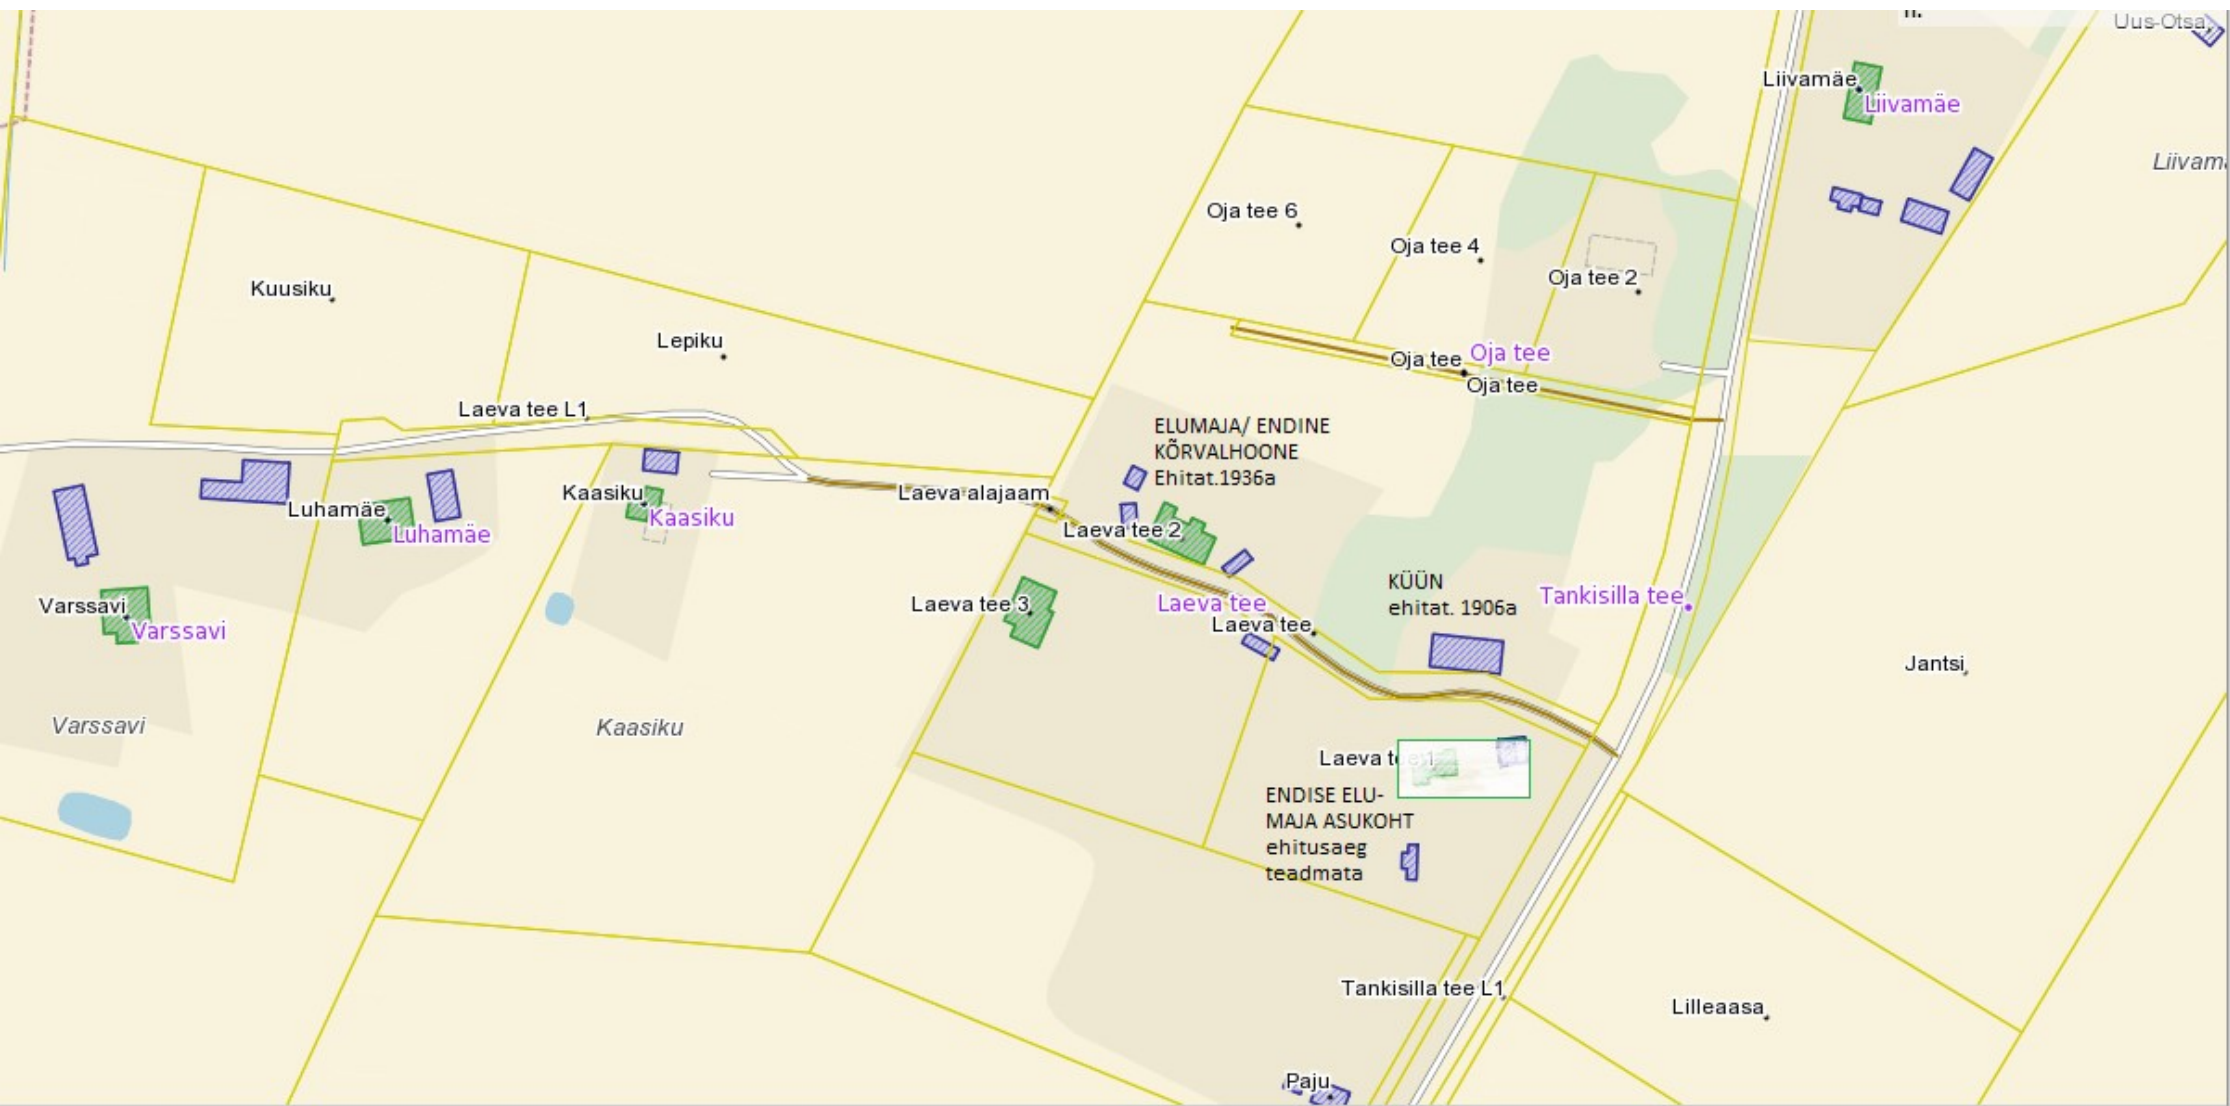 Uus-Otsa
Liivamäe
Liivamäe
Oja tee 6
Oja tee 4
Oja tee 2
Kuusiku
Lepiku
Oja tee
Oja tee
Oja tee
Laeva tee L1
ELUMAJA/ ENDINE
KÕRVALHOONE
Ehitat.1936a
Kaasiku
Kaasiku
Laeva alajaam
Luhamäe
Luhamäe
Laeva tee 2
KÜÜN
ehitat. 1906a
Tankisilla tee
Varssavi
Varssavi
Laeva tee 3
Laeva tee
Laeva tee
Jantsi
Varssavi
Kaasiku
Laeva tee 1
ENDISE ELU-
MAJA ASUKOHT
ehitusaeg
teadmata
Tankisilla tee L1
Lilleaasa
Paju